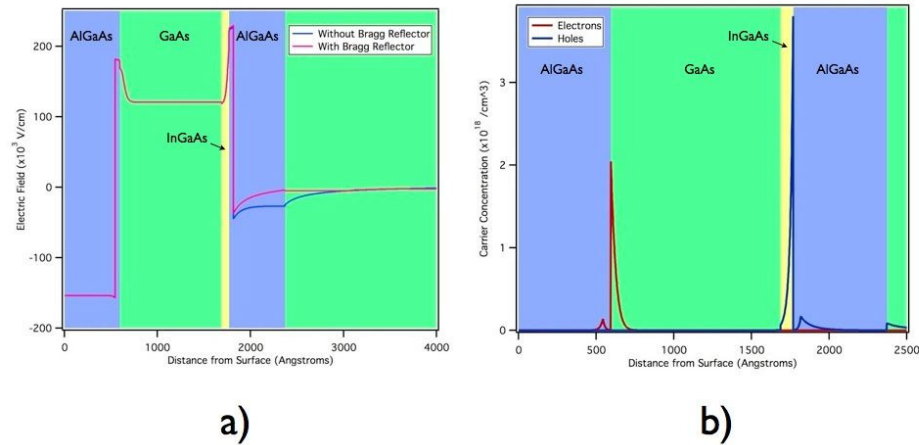 AlGaAs GaAs AlGaAs
Without Bragg Reflector
With Bragg Reflector
InGaAs
200
100
0
-100
-200
Electric Field (x10^3 V/cm)
0 1000 2000 3000 4000
Distance from Surface (Angstroms)
a)
Electrons
Holes
InGaAs
AlGaAs GaAs AlGaAs
3
2
1
0
Carrier Concentration (x10^18 /cm^3)
0 500 1000 1500 2000 2500
Distance from Surface (Angstroms)
b)